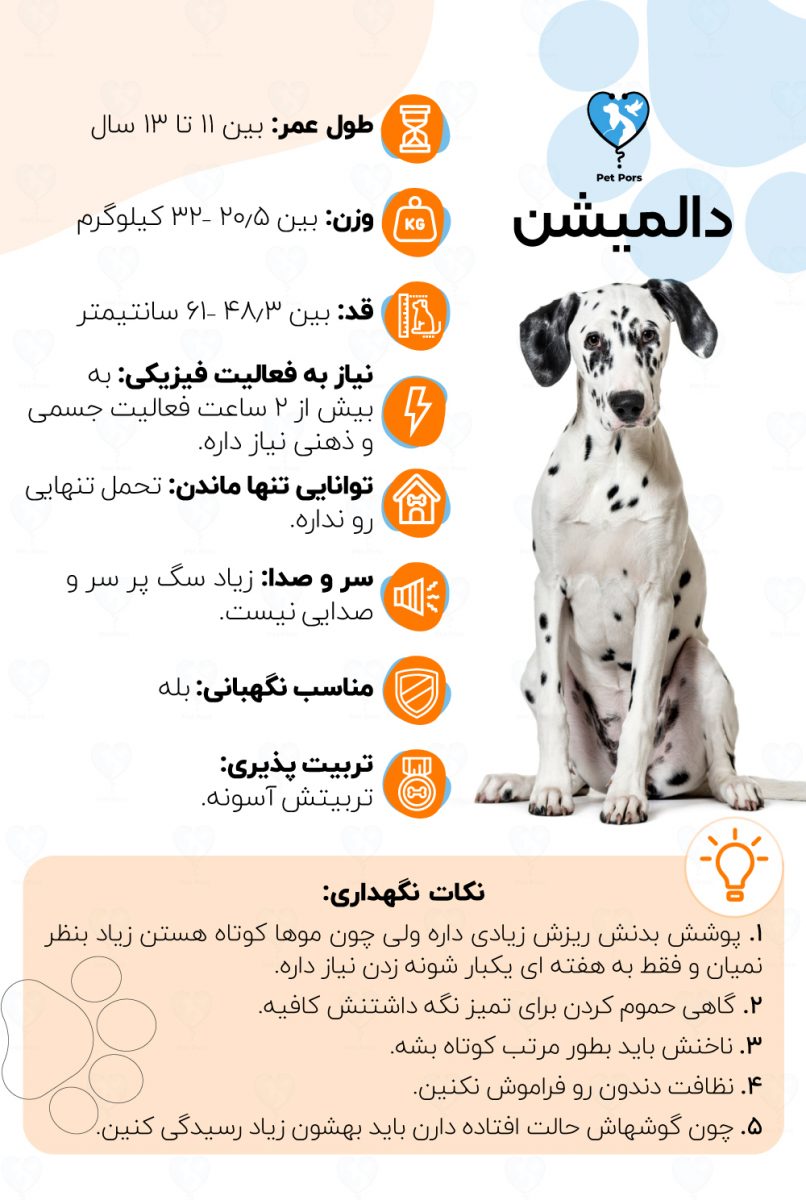 Pet Pors
دالمیشن
طول عمر: بین ۱۱ تا ۱۳ سال
وزن: بین ۲۰٫۵ -۳۲ کیلوگرم
KG
قد: بین ۴۸٫۳ -۶۱ سانتیمتر
نیاز به فعالیت فیزیکی: به
بیش از ۲ ساعت فعالیت جسمی
و ذهنی نیاز داره.
توانایی تنها ماندن: تحمل تنهایی
رو نداره.
سر و صدا: زیاد سگ پر سر و
صدایی نیست.
مناسب نگهبانی: بله
تربیت پذیری:
تربیتش آسونه.
نکات نگهداری:
۱. پوشش بدنش ریزش زیادی داره ولی چون موها کوتاه هستن زیاد بنظر
نمیان و فقط به هفته ای یکبار شونه زدن نیاز داره.
۲. گاهی حموم کردن برای تمیز نگه داشتنش کافیه.
۳. ناخنش باید بطور مرتب کوتاه بشه.
۴. نظافت دندون رو فراموش نکنین.
۵. چون گوشهاش حالت افتاده دارن باید بهشون زیاد رسیدگی کنین.